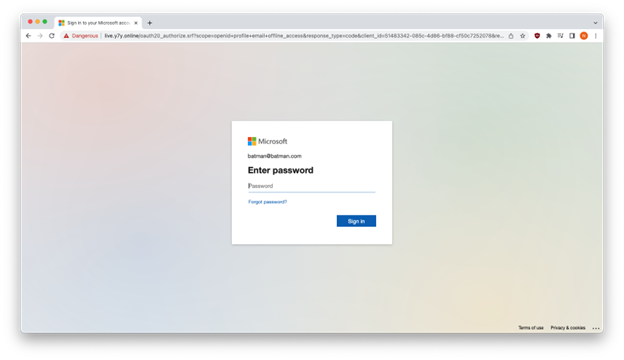 Sign in to your Microsoft acco
Dangerous
live.y7y.online/oauth20_authorize.srf?scope=openid+profile+email+offline_access&response_type=code&client_id=51483342-085c-4d86-bf88-cf50c7252078&re...
Microsoft
batman@batman.com
Enter password
Password
Forgot password?
Sign in
Terms of use Privacy & cookies ...